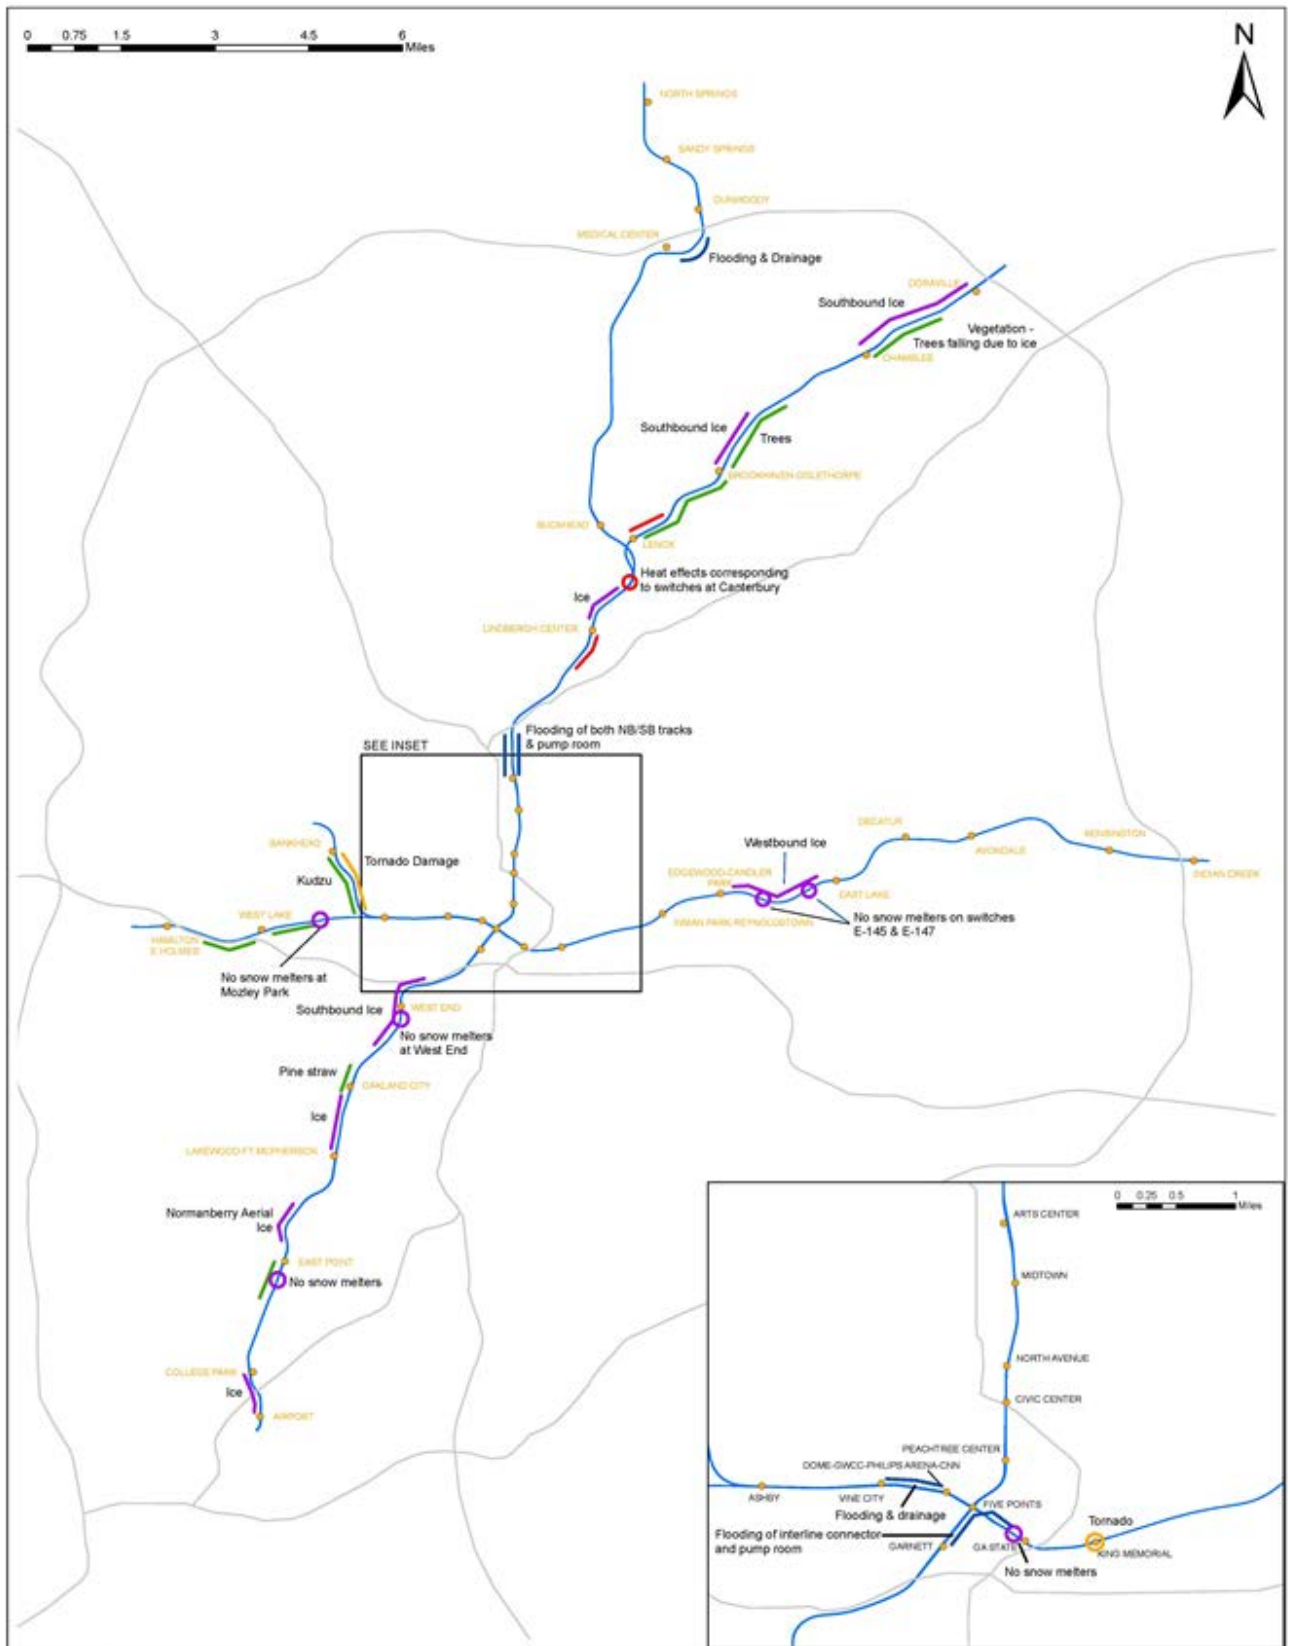 0 0.75 1.5 3 4.5 6
Miles
N
NORTH SPRINGS
SANDY SPRINGS
DUNWOODY
MEDICAL CENTER
Flooding & Drainage
DORAVILLE
Southbound Ice
Vegetation -
Trees falling due to ice
CHAMBLEE
Southbound Ice
Trees
BROOKHAVEN-OGLETHORPE
BUCKHEAD
LENOX
Heat effects corresponding
to switches at Canterbury
Ice
LINDBERGH CENTER
Flooding of both NB/SB tracks
& pump room
SEE INSET
BANKHEAD
Tornado Damage
Kudzu
WEST LAKE
HAMILTON
E HOLMES
No snow melters at
Mozley Park
DECATUR
KENSINGTON
Westbound Ice
AVONDALE
EDGEWOOD-CANDLER
PARK
INDIAN CREEK
EAST LAKE
INMAN PARK REYNOLDSTOWN
No snow melters on switches
E-145 & E-147
Southbound Ice
WEST END
No snow melters
at West End
Pine straw
OAKLAND CITY
Ice
LAKEWOOD-FT MCPHERSON
Normanberry Aerial
Ice
EAST POINT
No snow melters
COLLEGE PARK
Ice
AIRPORT
0 0.25 0.5 1
Miles
ARTS CENTER
MIDTOWN
NORTH AVENUE
CIVIC CENTER
PEACHTREE CENTER
DOME-GWCC-PHILIPS ARENA-CNN
ASHBY
VINE CITY
FIVE POINTS
Flooding & drainage
Tornado
Flooding of interline connector
and pump room
GARNETT
GA STATE
KING MEMORIAL
No snow melters